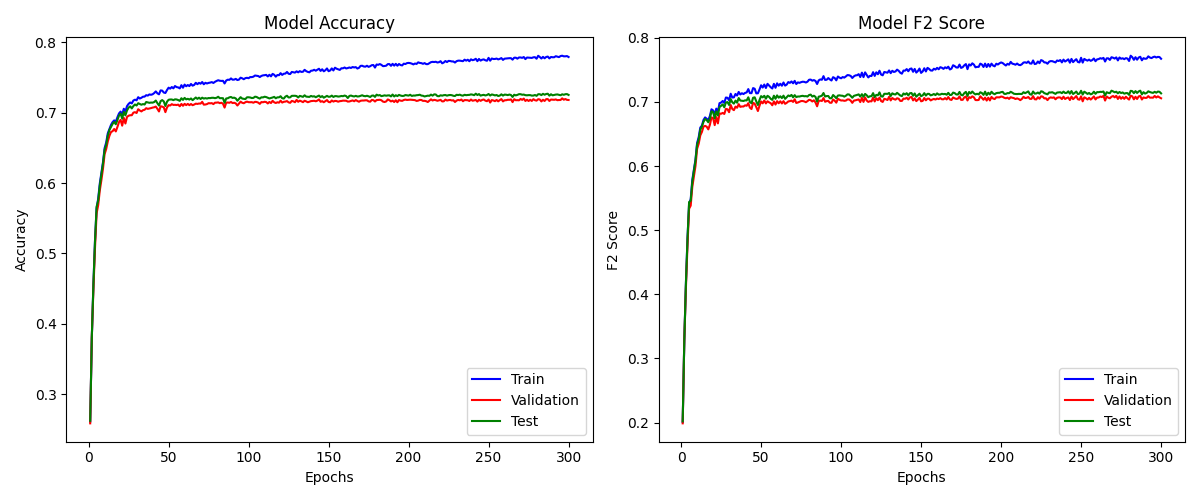 Model Accuracy
Accuracy
0.8
0.7
0.6
0.5
0.4
0.3
0
50
100
150
200
250
300
Epochs
Train
Validation
Test
Model F2 Score
F2 Score
0.8
0.7
0.6
0.5
0.4
0.3
0.2
0
50
100
150
200
250
300
Epochs
Train
Validation
Test